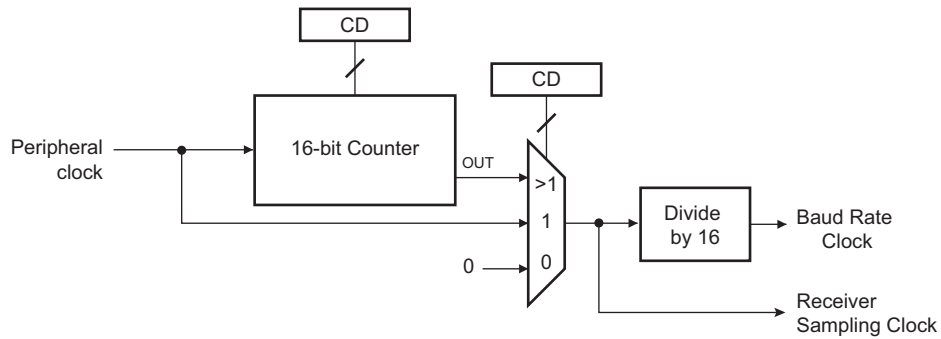 CD
CD
16-bit Counter
Peripheral
clock
OUT
>1
1
0
0
Divide
by 16
Baud Rate
Clock
Receiver
Sampling Clock